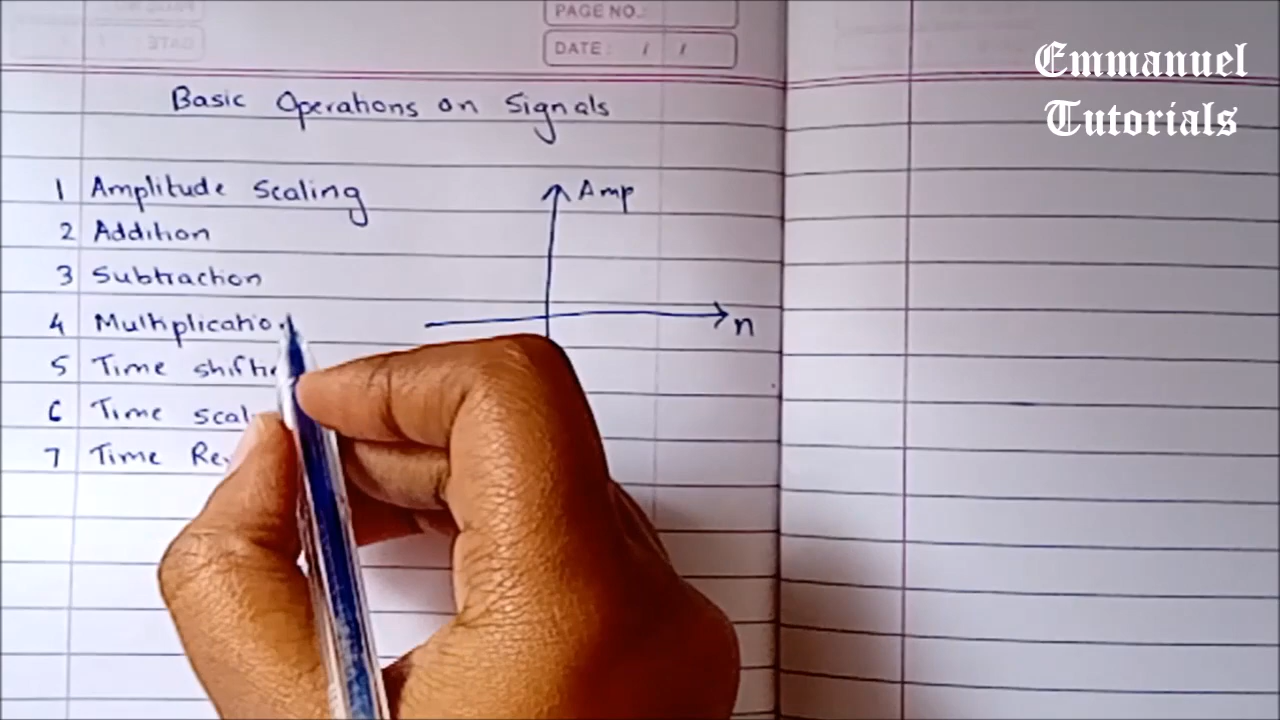 PAGE NO.:
DATE: / /
Emmanuel
Tutorials
Basic Operations on Signals
1 Amplitude Scaling
2 Addition
3 Subtraction
4
5 Time
6 Time
7 Time
Amp
n